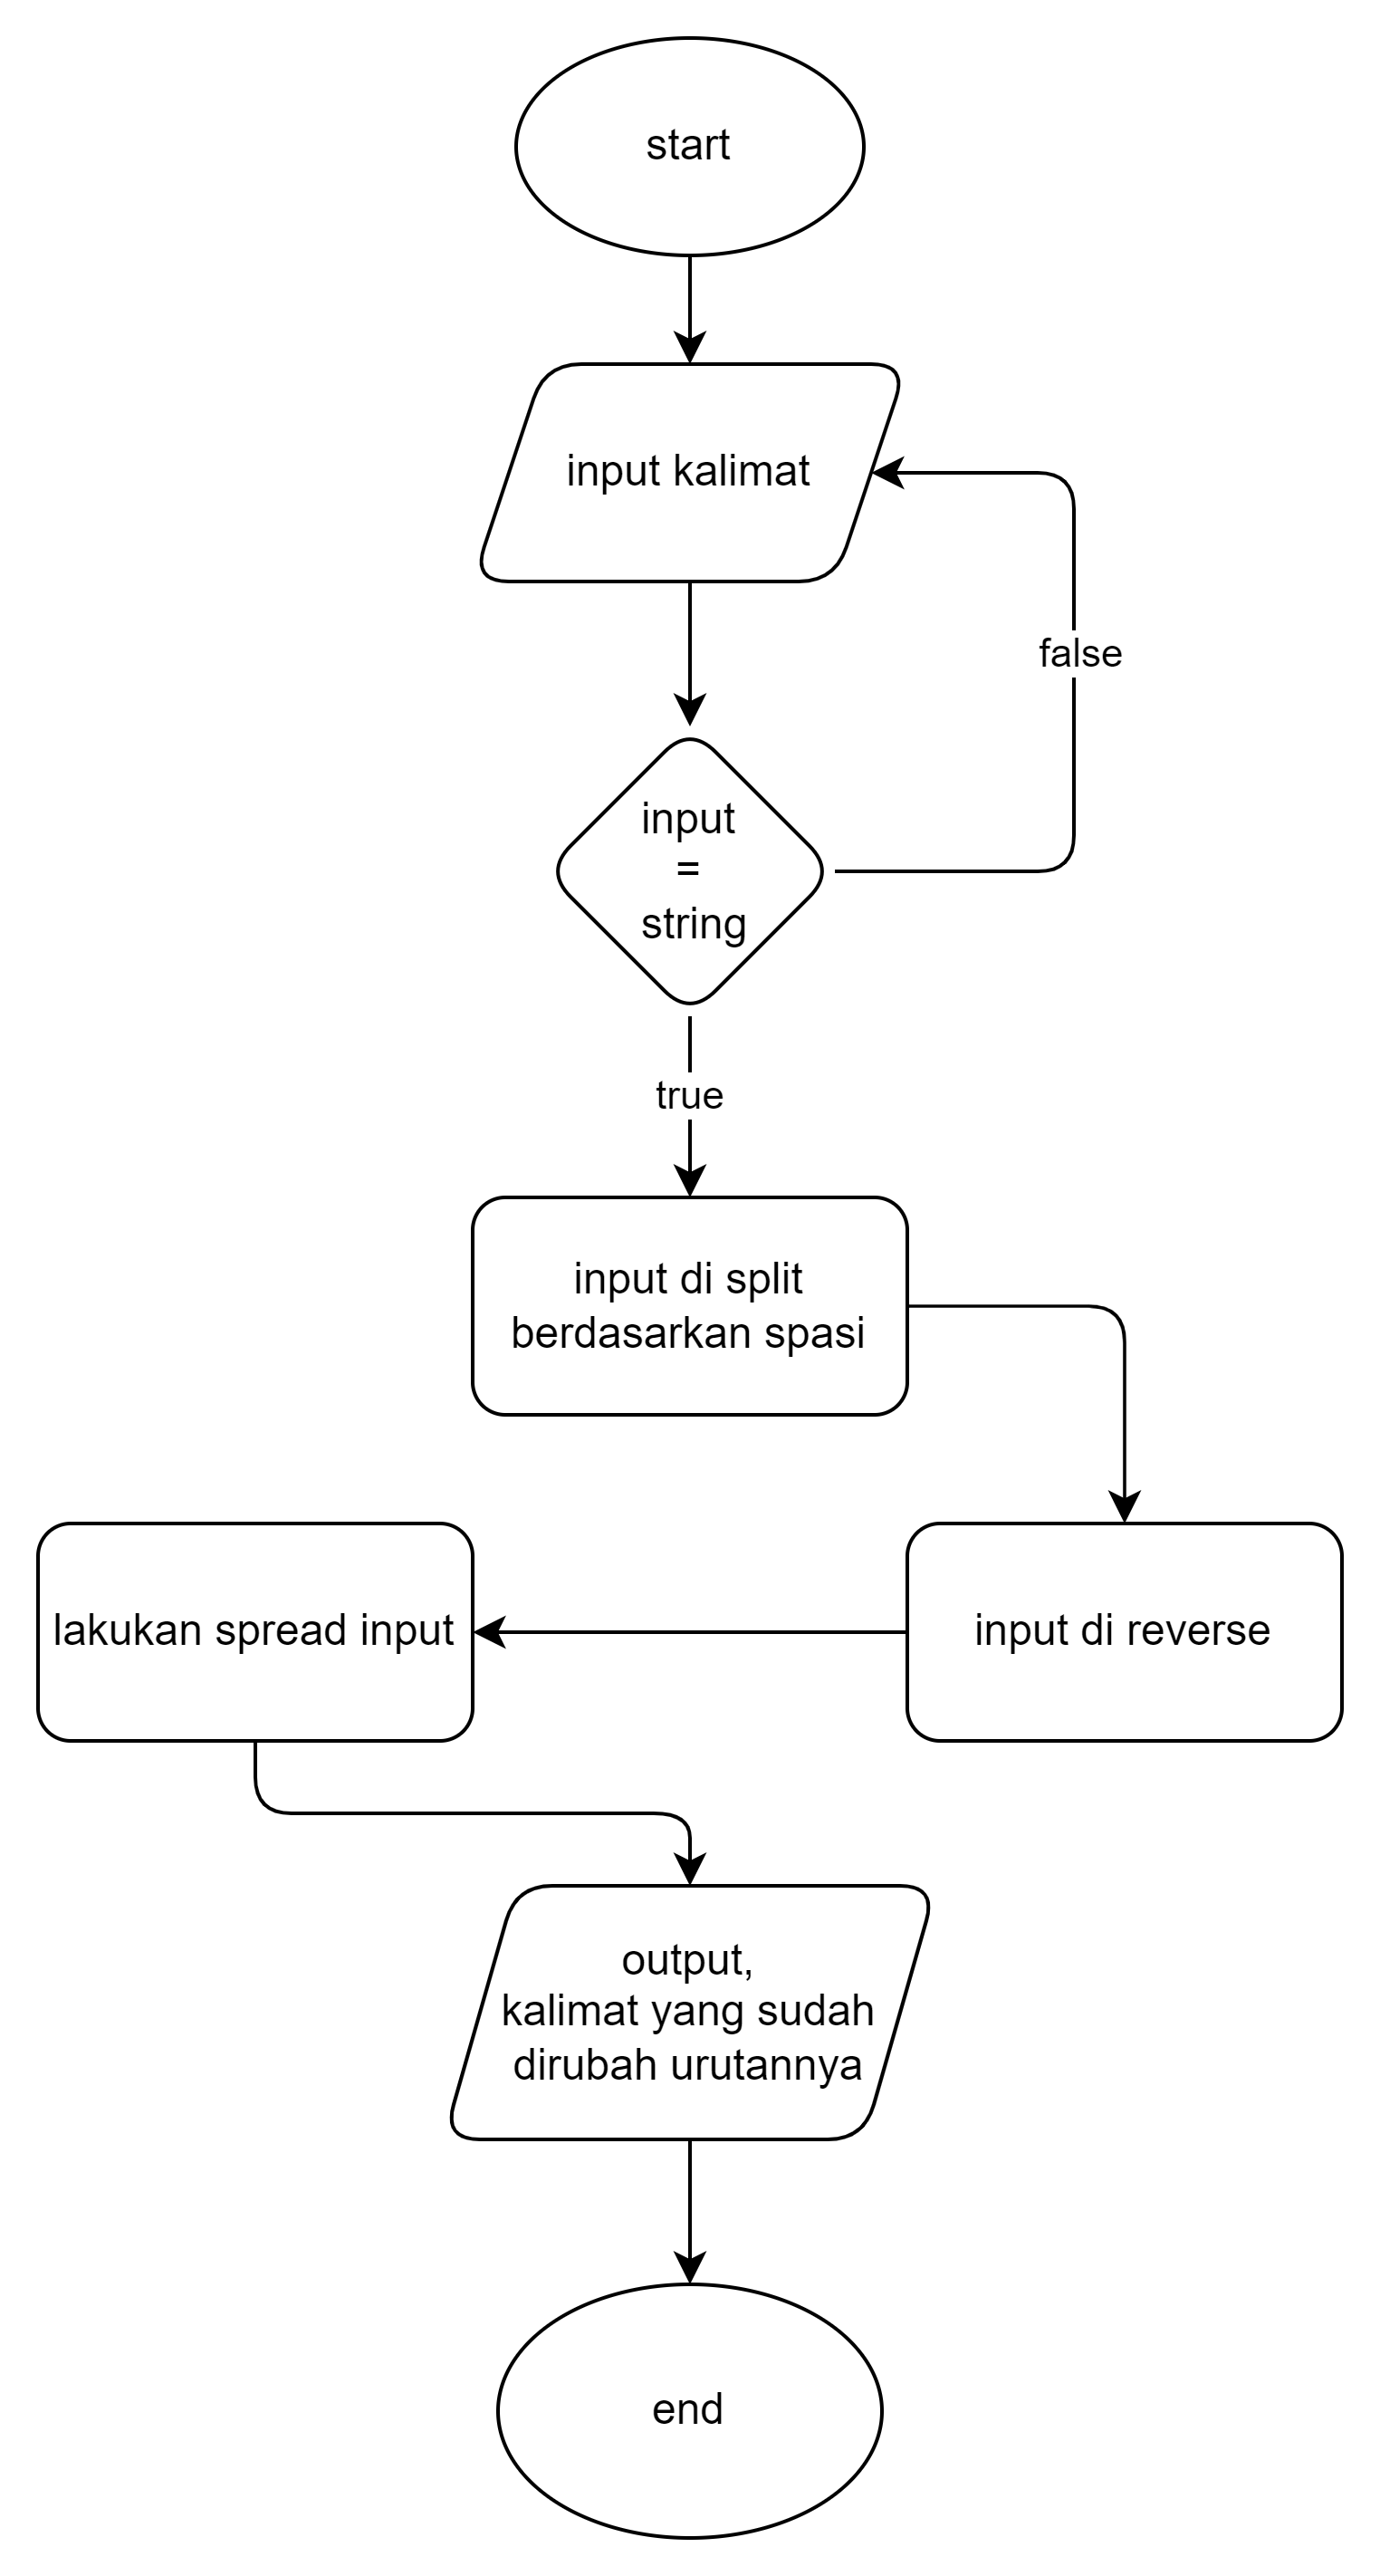 start
input kalimat
false
input
=
string
true
input di split
berdasarkan spasi
lakukan spread input
input di reverse
output,
kalimat yang sudah
dirubah urutannya
end